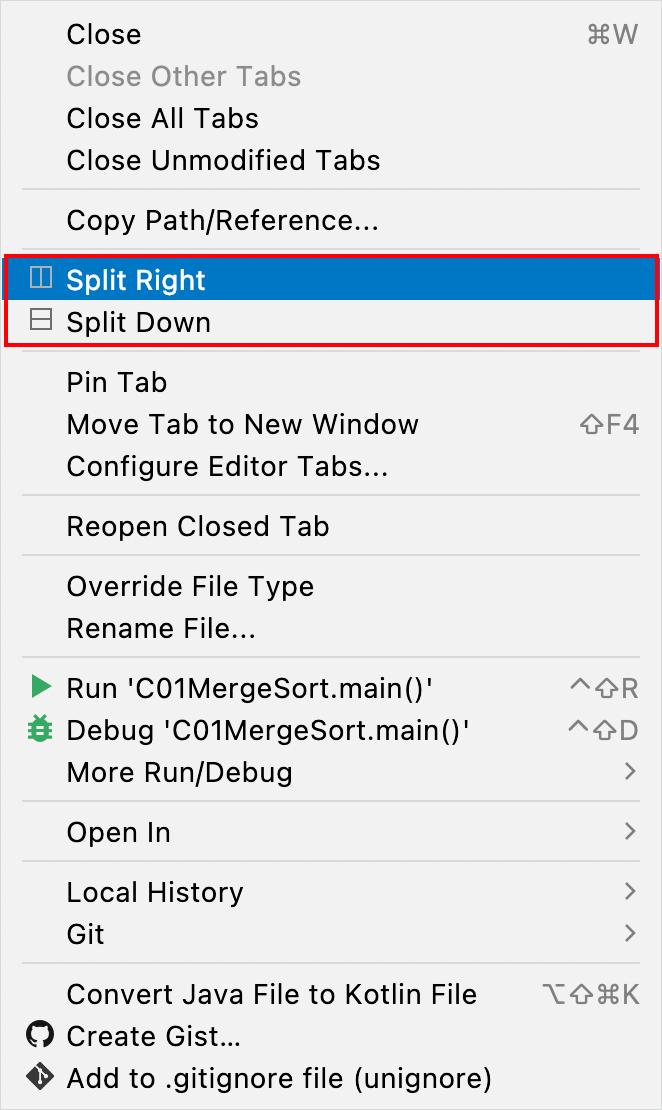 Close ⌘W
Close Other Tabs
Close All Tabs
Close Unmodified Tabs
Copy Path/Reference...
Split Right
Split Down
Pin Tab
Move Tab to New Window ⇧F4
Configure Editor Tabs...
Reopen Closed Tab
Override File Type
Rename File...
Run 'C01MergeSort.main()' ^⇧R
Debug 'C01MergeSort.main()' ^⇧D
More Run/Debug
Open In
Local History
Git
Convert Java File to Kotlin File ⌥⇧⌘K
Create Gist...
Add to .gitignore file (unignore)